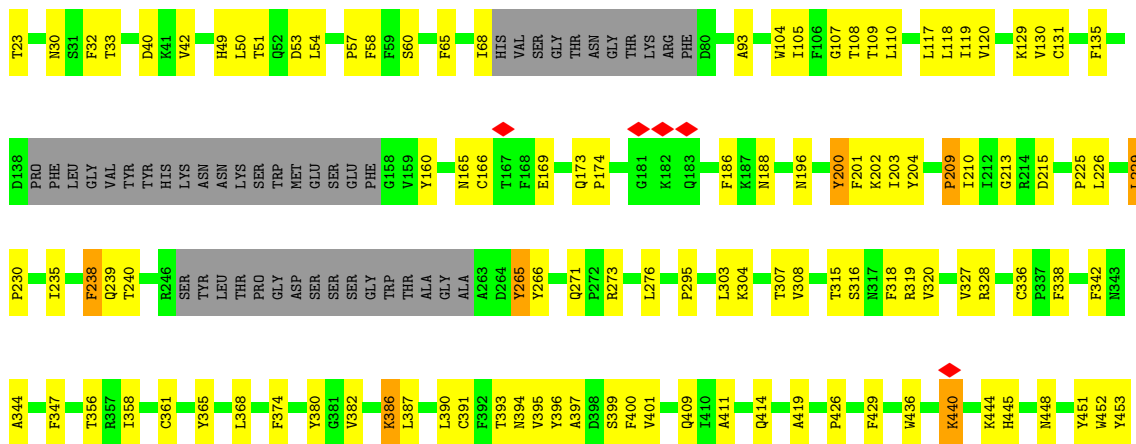 T23 N30 S31 F32 T33 D40 K41 V42 H49 L50 T51 Q52 D53 L54 P57 F58 F59 S60 F65 I68 HIS VAL SER GLY THR ASN GLY THR LYS ARG PHE D80 A93 W104 I105 F106 G107 T108 T109 L110 L117 L118 I119 V120 K129 V130 C131 F135
D138 PRO PHE LEU GLY VAL TYR TYR HIS LYS ASN ASN LYS SER TRP MET GLU SER GLU PHE G158 V159 Y160 N165 C166 T167 F168 E169 Q173 P174 G181 K182 Q183 F186 K187 N188 N196 Y200 F201 K202 I203 Y204 P209 I210 I212 G213 R214 D215 P225 L226 L229
P230 I235 F238 Q239 T240 R246 SER TYR LEU THR PRO GLY ASP SER SER SER GLY TRP THR ALA GLY ALA A263 D264 Y265 Y266 Q271 P272 R273 L276 P295 L303 K304 T307 V308 T315 S316 N317 F318 R319 V320 V327 R328 C336 P337 F338 F342 N343
A344 F347 T356 R357 I358 C361 Y365 L368 F374 Y380 G381 V382 K386 L387 L390 C391 F392 T393 N394 V395 Y396 A397 D398 S399 F400 V401 Q409 I410 A411 Q414 A419 P426 F429 W436 K440 K444 H445 N448 Y451 W452 Y453